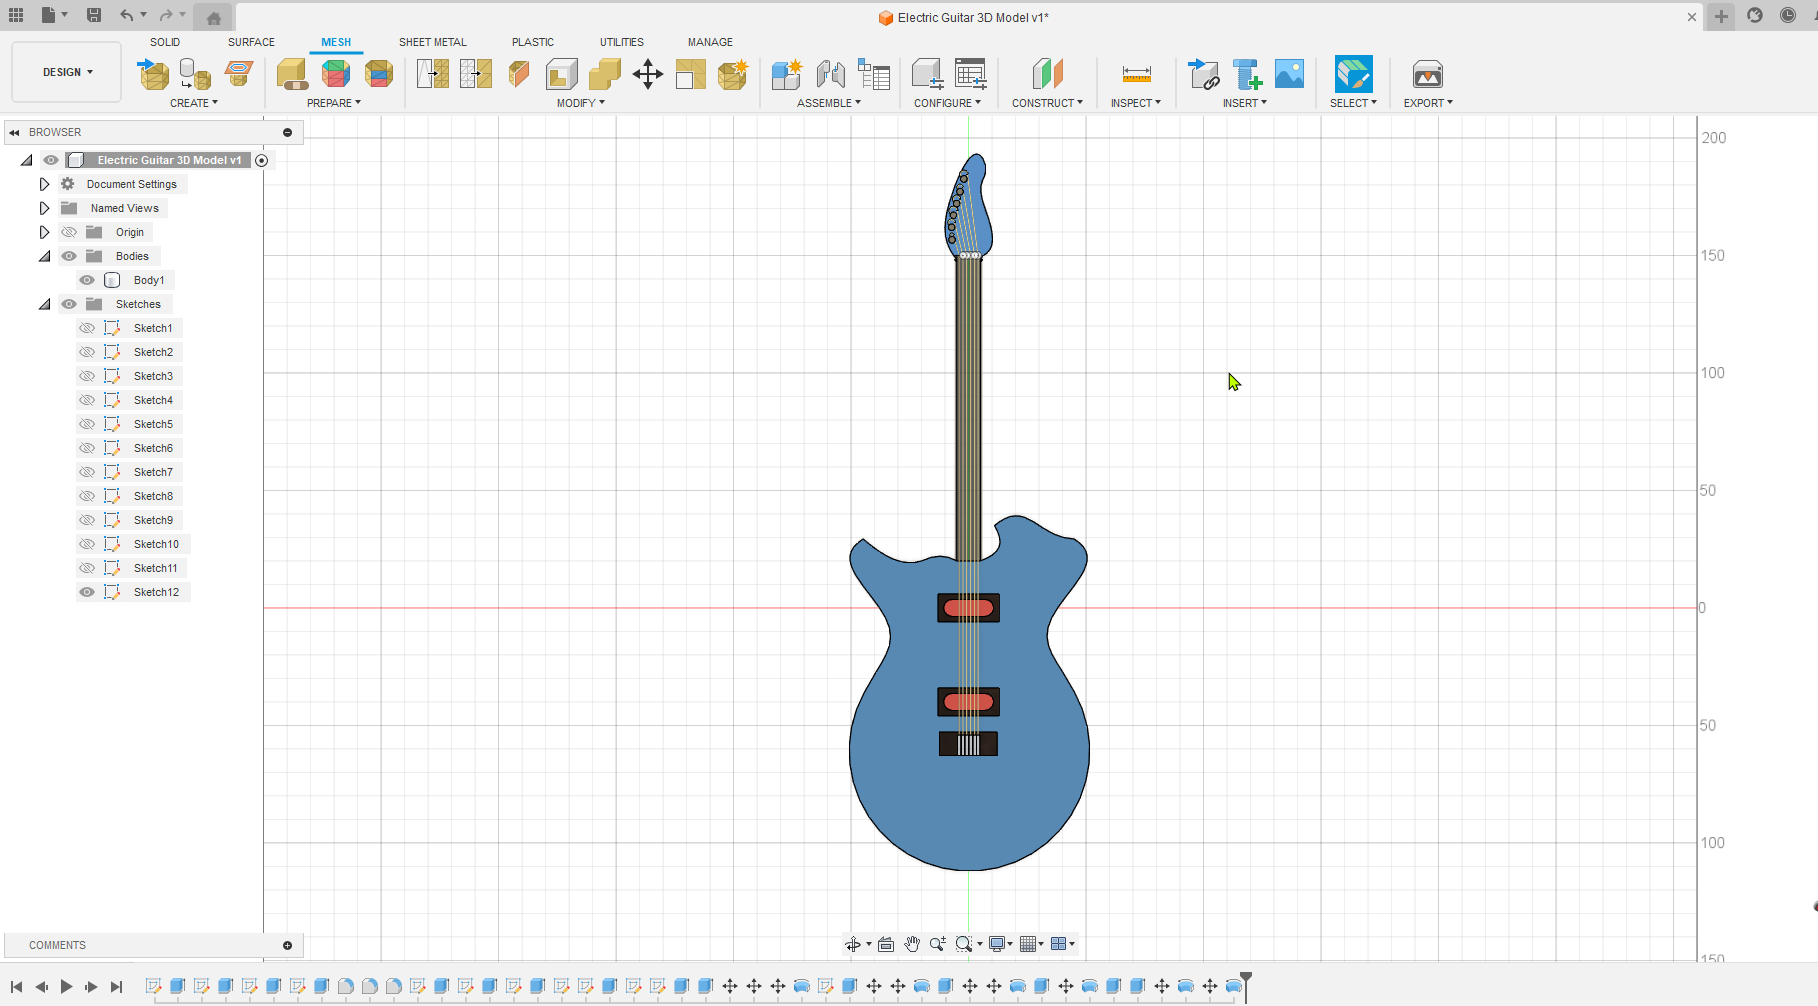 Electric Guitar 3D Model v1*
SOLID SURFACE MESH SHEET METAL PLASTIC UTILITIES MANAGE
DESIGN
CREATE PREPARE MODIFY ASSEMBLE CONFIGURE CONSTRUCT INSPECT INSERT SELECT EXPORT
BROWSER
Electric Guitar 3D Model v1
Document Settings
Named Views
Origin
Bodies
Body1
Sketches
Sketch1
Sketch2
Sketch3
Sketch4
Sketch5
Sketch6
Sketch7
Sketch8
Sketch9
Sketch10
Sketch11
Sketch12
200
150
100
50
0
50
100
150
COMMENTS